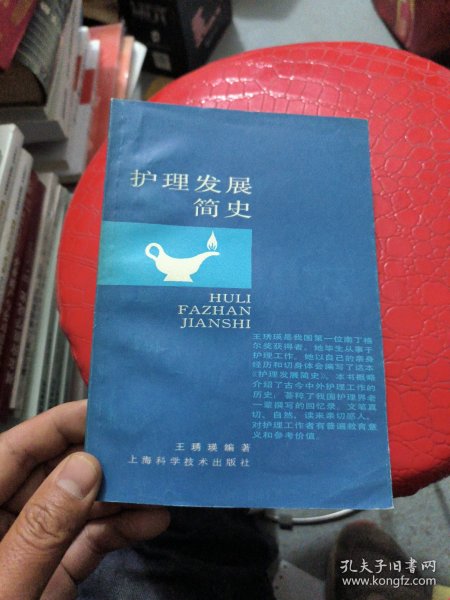 护理发展
简史
HULI
FAZHAN
JIANSHI
王琇瑛是我国第一位南丁格
尔奖获得者。她毕生从事于
护理工作。她以自己的亲身
经历和切身体会编写了这本
《护理发展简史》。本书概略
介绍了古今中外护理工作的
历史；荟粹了我国护理界老
一辈撰写的回忆录。文笔真
切、自然，读来亲切感人，
对护理工作者有普遍教育意
义和参考价值。
王琇瑛编著
上海科学技术出版社
孔夫子旧书网
www.kongfz.com